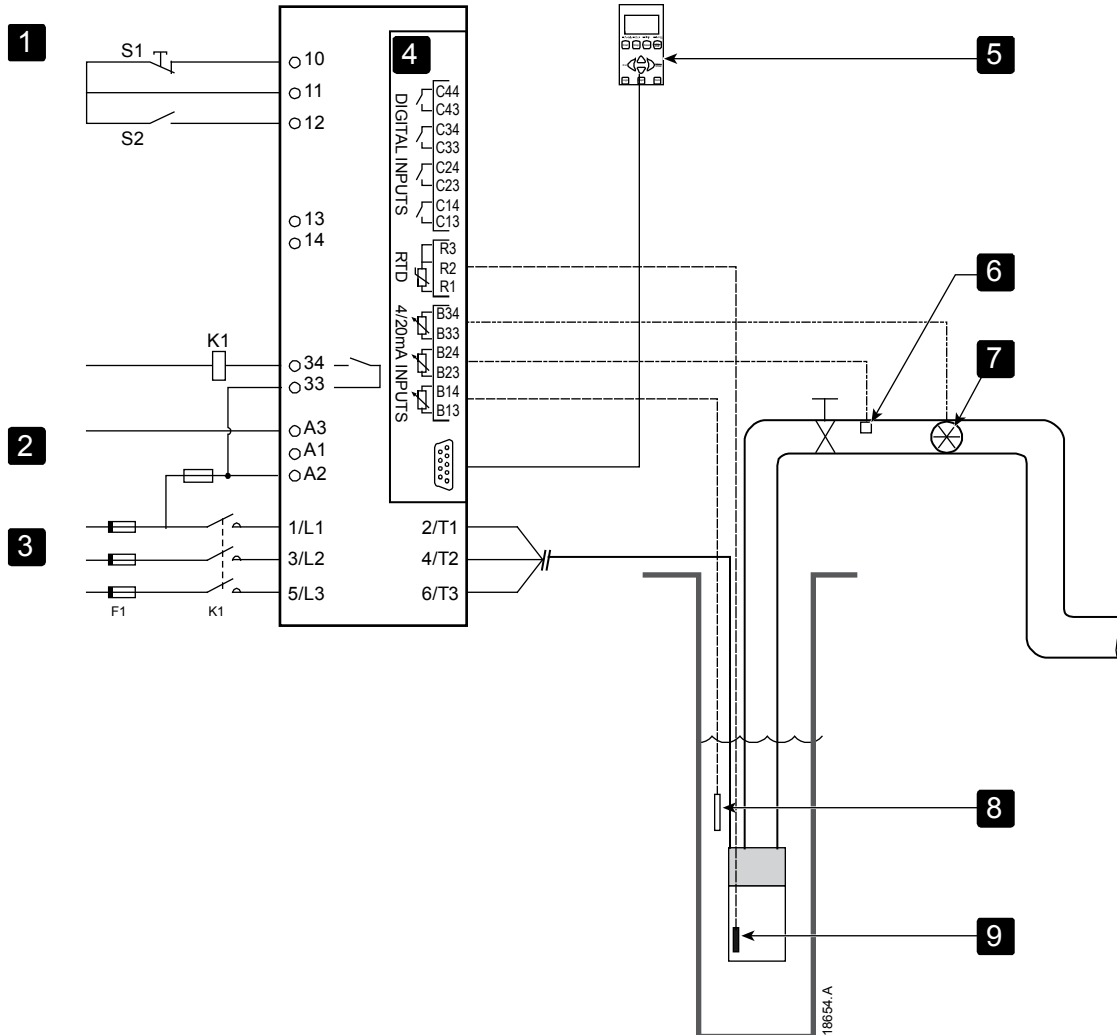 1
S1
10
11
12
S2
4
DIGITAL INPUTS
C44
C43
C34
C33
C24
C23
C14
C13
13
14
RTD
R3
R2
R1
4/20mA INPUTS
B34
B33
B24
B23
B14
B13
K1
34
33
2
A3
A1
A2
3
1/L1
3/L2
5/L3
F1
K1
2/T1
4/T2
6/T3
5
6
7
8
9
18654.A